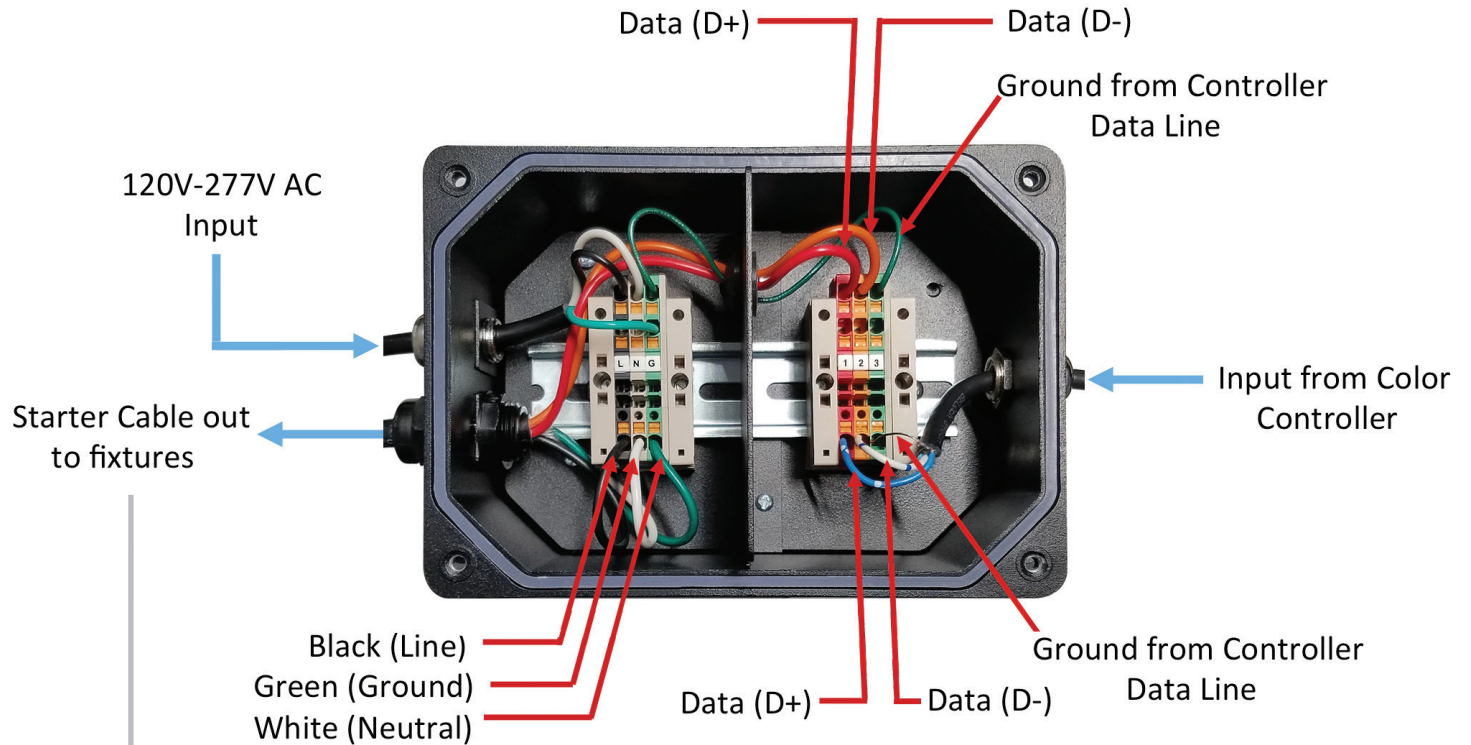 Data (D+)
Data (D-)
Ground from Controller
Data Line
120V-277V AC
Input
L N G
1 2 3
Input from Color
Controller
Starter Cable out
to fixtures
Black (Line)
Green (Ground)
White (Neutral)
Data (D+)
Data (D-)
Ground from Controller
Data Line